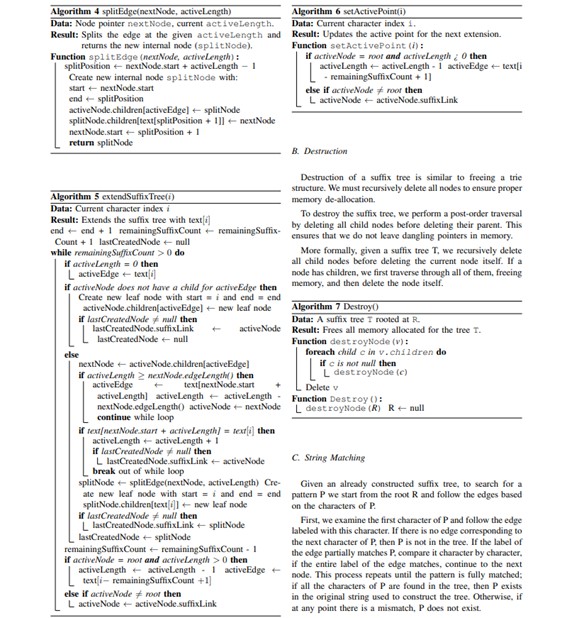 Algorithm 4 splitEdge(nextNode, activeLength)
Data: Node pointer nextNode, current activeLength.
Result: Splits the edge at the given activeLength and
returns the new internal node (splitNode).
Function splitEdge(nextNode, activeLength):
splitPosition ← nextNode.start + activeLength − 1
Create new internal node splitNode with:
start ← nextNode.start
end ← splitPosition
activeNode.children[activeEdge] ← splitNode
splitNode.children[text[splitPosition + 1]] ← nextNode
nextNode.start ← splitPosition + 1
return splitNode
Algorithm 5 extendSuffixTree(i)
Data: Current character index i
Result: Extends the suffix tree with text[i]
end ← end + 1 remainingSuffixCount ← remainingSuffix-
Count + 1 lastCreatedNode ← null
while remainingSuffixCount > 0 do
if activeLength = 0 then
activeEdge ← text[i]
if activeNode does not have a child for activeEdge then
Create new leaf node with start = i and end = end
activeNode.children[activeEdge] ← new leaf node
if lastCreatedNode ≠ null then
lastCreatedNode.suffixLink ← activeNode
lastCreatedNode ← null
else
nextNode ← activeNode.children[activeEdge]
if activeLength ≥ nextNode.edgeLength() then
activeEdge ← text[nextNode.start +
activeLength] activeLength ← activeLength -
nextNode.edgeLength() activeNode ← nextNode
continue while loop
if text[nextNode.start + activeLength] = text[i] then
activeLength ← activeLength + 1
if lastCreatedNode ≠ null then
lastCreatedNode.suffixLink ← activeNode
break out of while loop
splitNode ← splitEdge(nextNode, activeLength) Cre-
ate new leaf node with start = i and end = end
splitNode.children[text[i]] ← new leaf node
if lastCreatedNode ≠ null then
lastCreatedNode.suffixLink ← splitNode
lastCreatedNode ← splitNode
remainingSuffixCount ← remainingSuffixCount - 1
if activeNode = root and activeLength > 0 then
activeLength ← activeLength - 1 activeEdge ←
text[i− remainingSuffixCount +1]
else if activeNode ≠ root then
activeNode ← activeNode.suffixLink
Algorithm 6 setActivePoint(i)
Data: Current character index i.
Result: Updates the active point for the next extension.
Function setActivePoint(i):
if activeNode = root and activeLength ¿ 0 then
activeLength ← activeLength - 1 activeEdge ← text[i
- remainingSuffixCount + 1]
else if activeNode ≠ root then
activeNode ← activeNode.suffixLink
B. Destruction
Destruction of a suffix tree is similar to freeing a trie
structure. We must recursively delete all nodes to ensure proper
memory de-allocation.
To destroy the suffix tree, we perform a post-order traversal
by deleting all child nodes before deleting their parent. This
ensures that we do not leave dangling pointers in memory.
More formally, given a suffix tree T, we recursively delete
all child nodes before deleting the current node itself. If a
node has children, we first traverse through all of them, freeing
memory, and then delete the node itself.
Algorithm 7 Destroy()
Data: A suffix tree T rooted at R.
Result: Frees all memory allocated for the tree T.
Function destroyNode(v):
foreach child c in v.children do
if c is not null then
destroyNode(c)
Delete v
Function Destroy():
destroyNode(R) R ← null
C. String Matching
Given an already constructed suffix tree, to search for a
pattern P we start from the root R and follow the edges based
on the characters of P.
First, we examine the first character of P and follow the edge
labeled with this character. If there is no edge corresponding to
the next character of P, then P is not in the tree. If the label of
the edge partially matches P, compare it character by character,
if the entire label of the edge matches, continue to the next
node. This process repeats until the pattern is fully matched;
if all the characters of P are found in the tree, then P exists
in the original string used to construct the tree. Otherwise, if
at any point there is a mismatch, P does not exist.